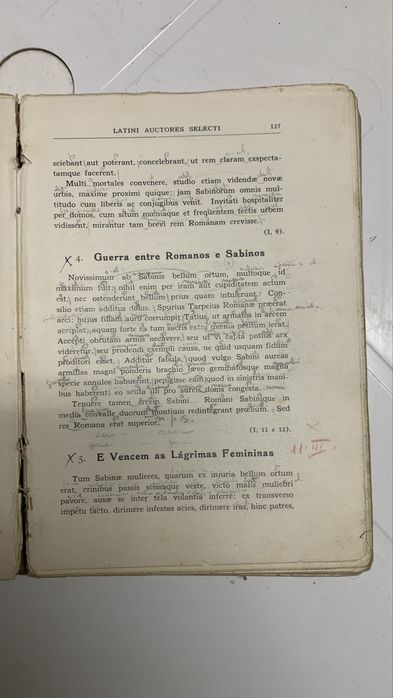 LATINI AUCTORES SELECTI 127
sciebant aut poterant, concelebrant, ut rem claram exspecta-
tamque facerent.
Multi mortales convenere, studio etiam videndæ novæ
urbis, maxime proximi quique; jam Sabinorum omnis mul-
titudo cum liberis ac conjugibus venit. Invitati hospitaliter
per domos, cum situm moniaque et frequentem tectis urbem
vidissent, mirantur tam brevi rem Romanam crevisse.
(I, 9).
4. Guerra entre Romanos e Sabinos
Novissimum ab Sabinis bellum ortum, multoque id
maximum fuit; nihil enim per iram aut cupiditatem actum
est, nec ostenderunt bellum prius quam intulerunt. Con-
silio etiam additus dolus. Spurius Tarpeius Romanæ præerat
arci: hujus filiam auro corrumpit Tatius, ut armatos in arcem
accipiat; aquam forte ea tum sacris extra mœnia petitum ierat.
Accepti obrutam armis necavere, seu ut vi capta potius arx
videretur, seu prodendi exempli causa, ne quid usquam fidum
proditori esset. Additur fabula, quod vulgo Sabini aureas
armillas magni ponderis brachio lævo gemmatosque magna
specie annulos habuerint, pepigisse eam quod in sinistris mani-
bus haberent; eo scuta illi pro aureis donis congesta.
Tenuere tamen arcem Sabini... Romani Sabinique in
media convalle duorum montium redintegrant prœlium. Sed
res Romana erat superior.
(I, 11 e 12).
11. III.
5. E Vencem as Lágrimas Femininas
Tum Sabinæ mulieres, quarum ex injuria bellum ortum
erat, crinibus passis scissaque veste, victo malis muliebri
pavore, ausæ se inter tela volantia inferre; ex transverso
impetu facto, dirimere infestas acies, dirimere iras, hinc patres,